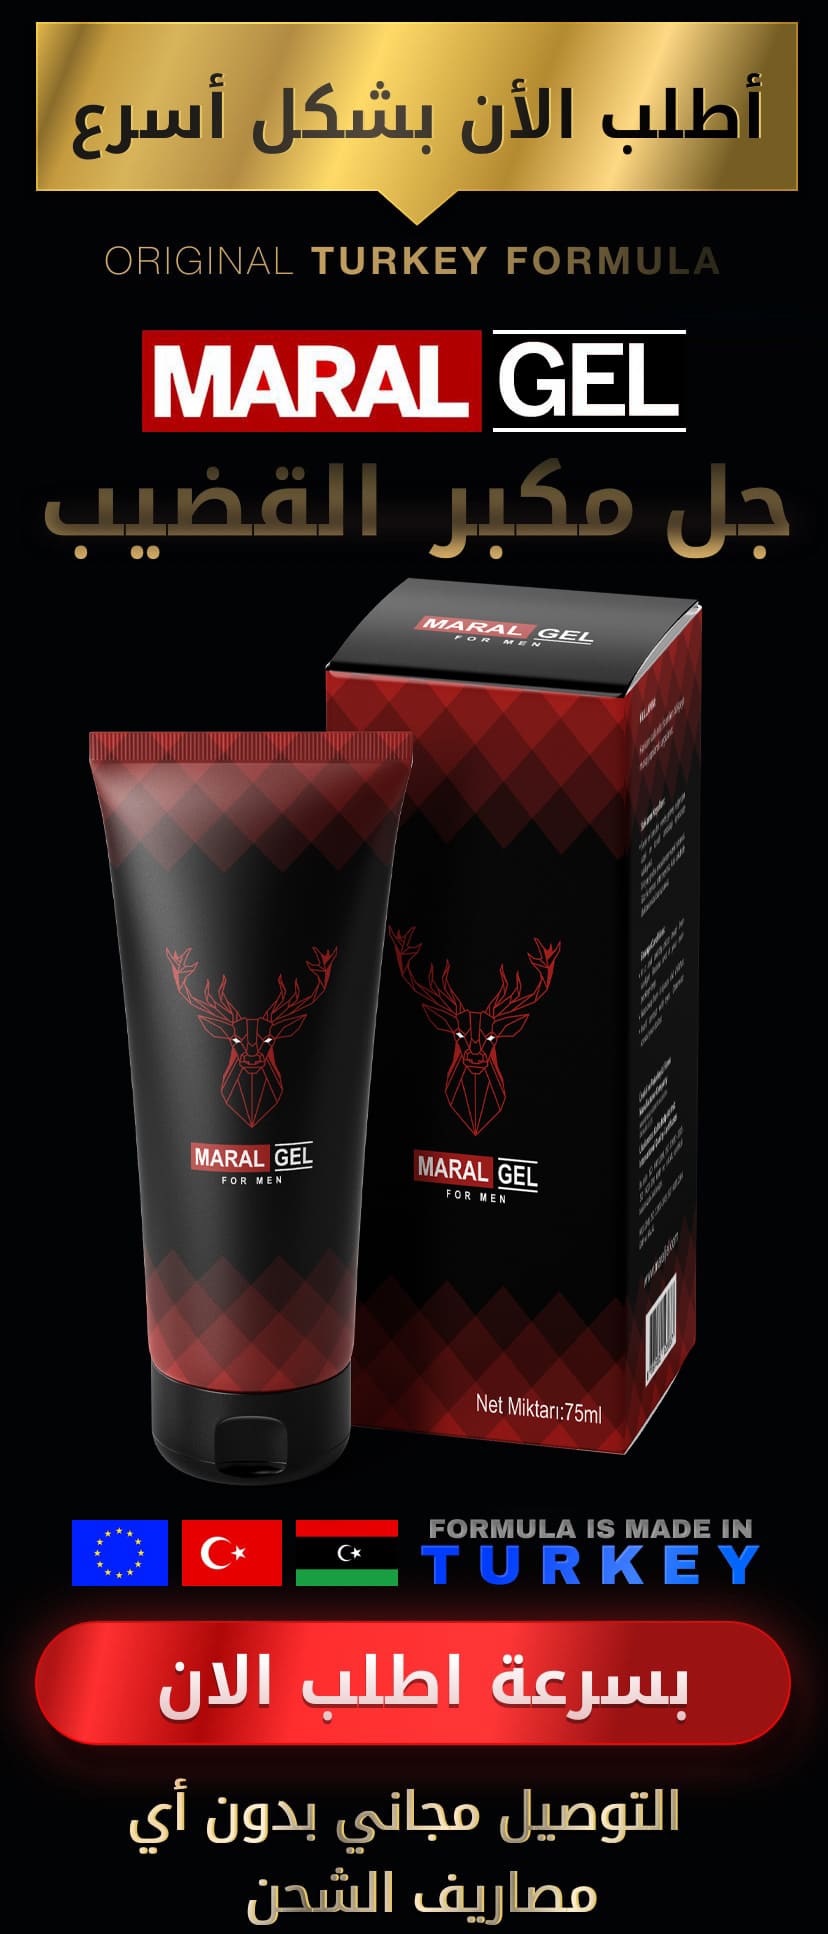 أطلب الأن بشكل أسرع
ORIGINAL TURKEY FORMULA
MARAL GEL
جل مكبر القضيب
MARAL GEL
FOR MEN
MARAL GEL
FOR MEN
MARAL GEL
FOR MEN
Net Miktarı:75ml
FORMULA IS MADE IN
TURKEY
بسرعة اطلب الان
التوصيل مجاني بدون أي
مصاريف الشحن